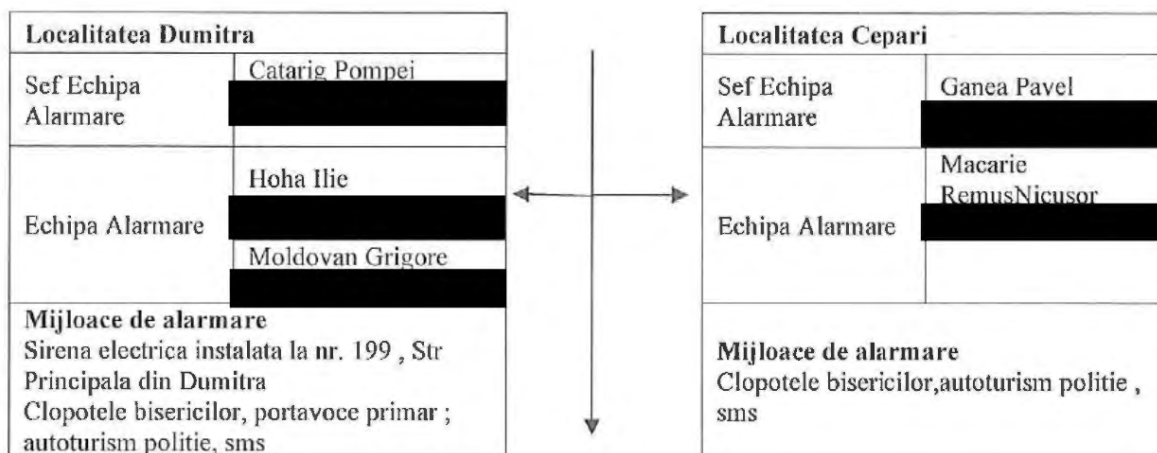 Localitatea Dumitra
Sef Echipa
Alarmare
Catarig Pompei
Echipa Alarmare
Hoha Ilie
Moldovan Grigore
Mijloace de alarmare
Sirena electrica instalata la nr. 199 , Str
Principala din Dumitra
Clopotele bisericilor, portavoce primar ;
autoturism politie, sms
Localitatea Cepari
Sef Echipa
Alarmare
Ganea Pavel
Echipa Alarmare
Macarie
RemusNicusor
Mijloace de alarmare
Clopotele bisericilor,autoturism politie ,
sms